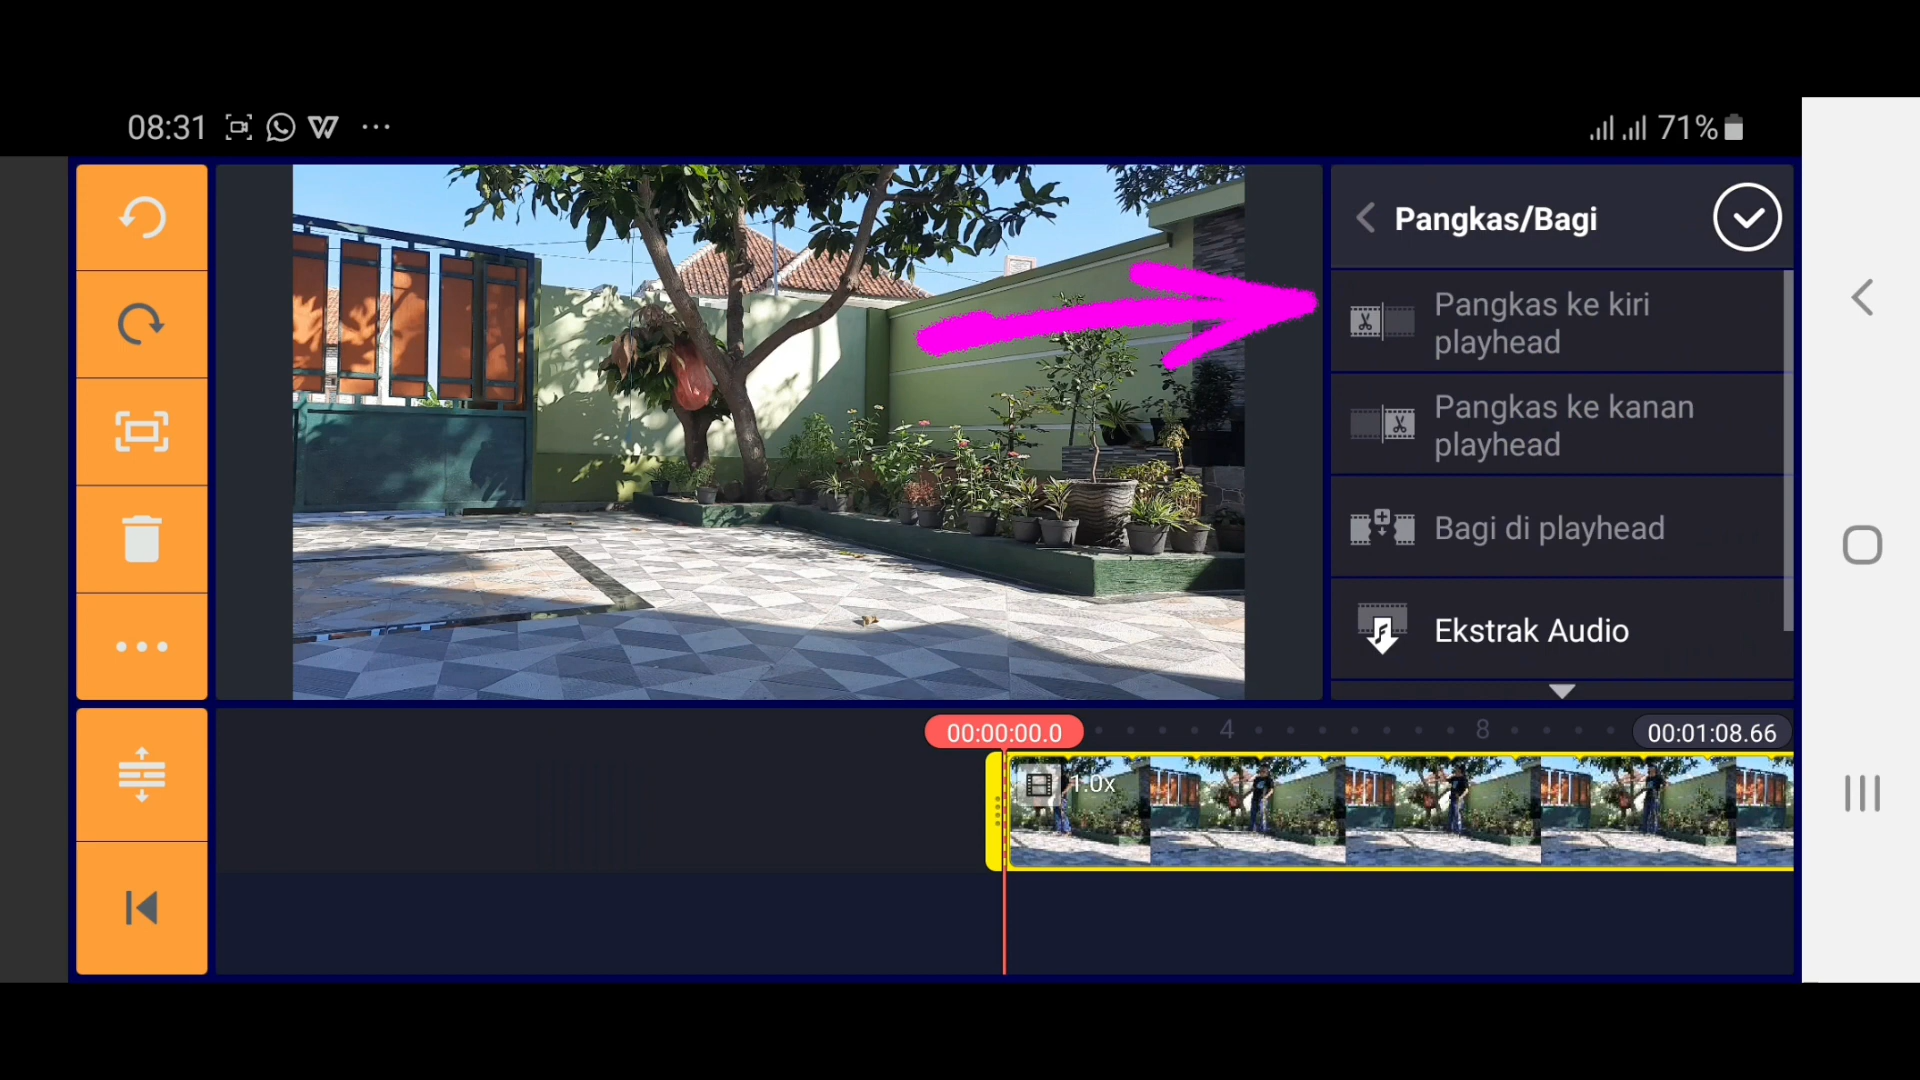 08:31
71%
Pangkas/Bagi
Pangkas ke kiri
playhead
Pangkas ke kanan
playhead
Bagi di playhead
Ekstrak Audio
00:00:00.0
4
8
00:01:08.66
1.0x